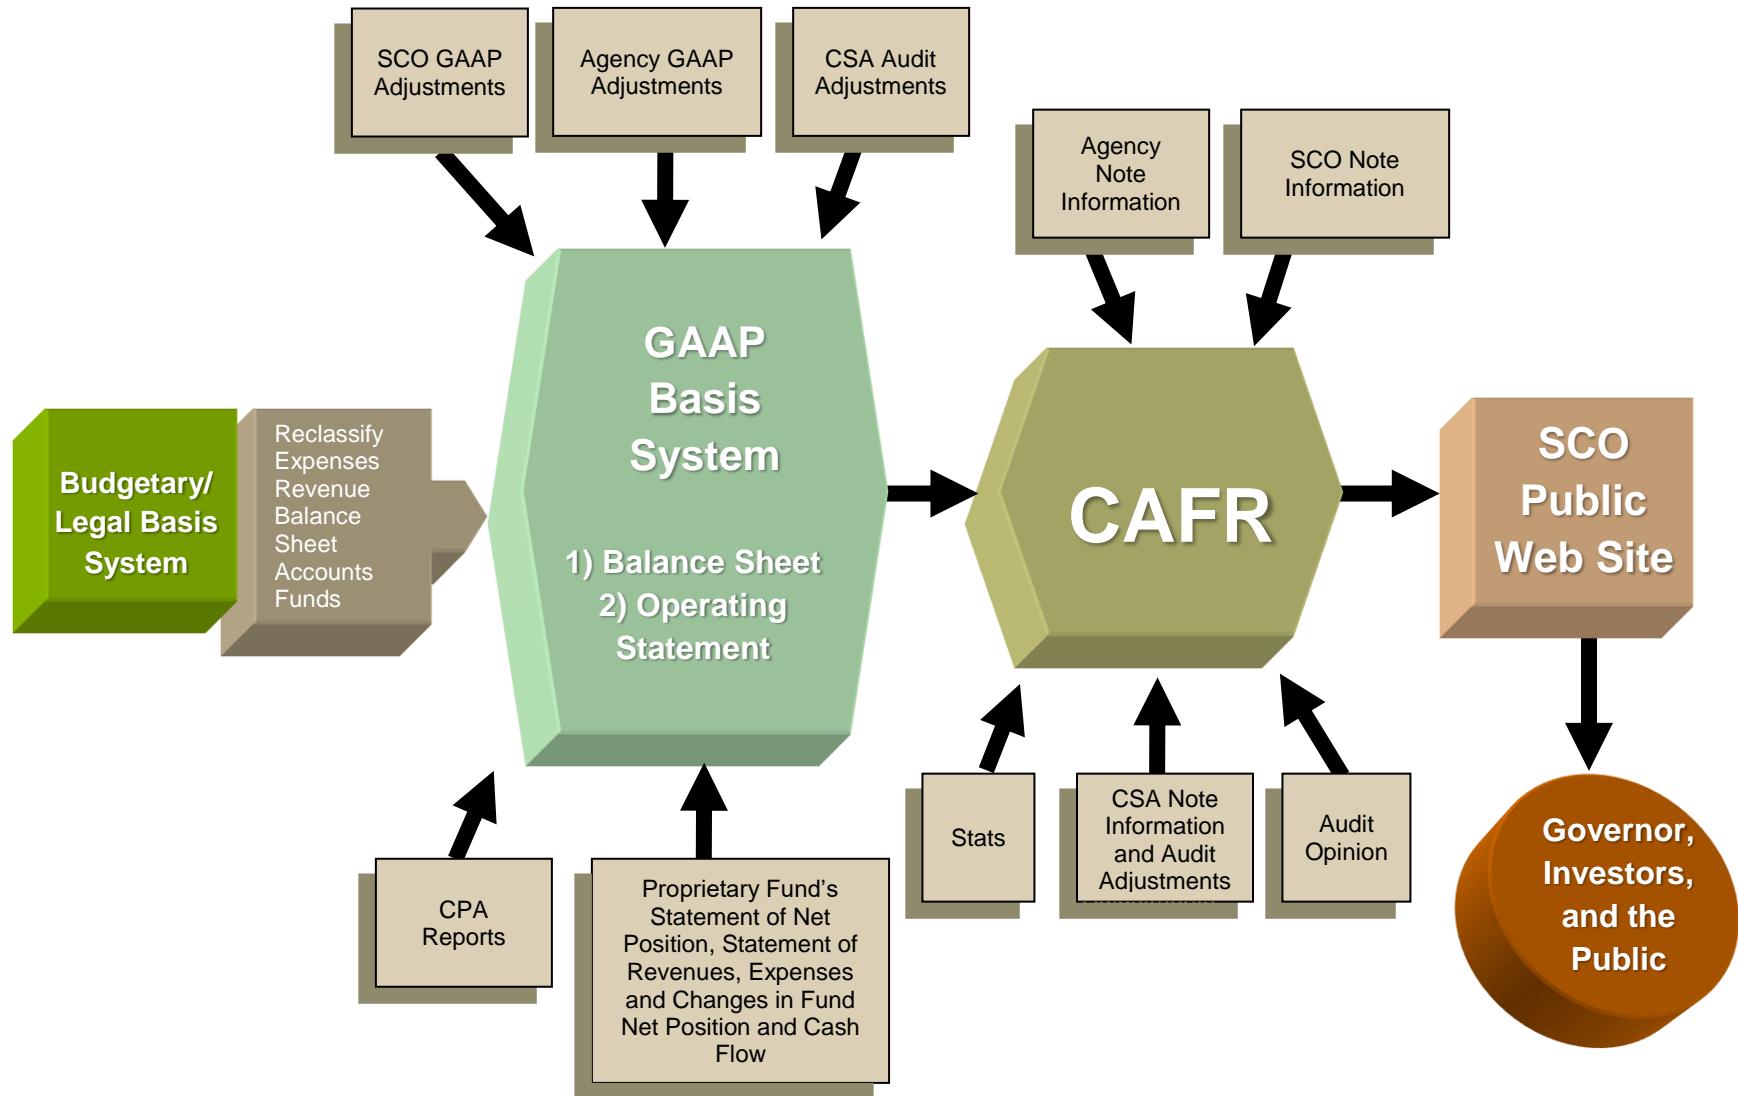 SCO GAAP
Adjustments
Agency GAAP
Adjustments
CSA Audit
Adjustments
Agency
Note
Information
SCO Note
Information
Budgetary/
Legal Basis
System
Reclassify
Expenses
Revenue
Balance
Sheet
Accounts
Funds
GAAP
Basis
System
1) Balance Sheet
2) Operating
Statement
CAFR
SCO
Public
Web Site
CPA
Reports
Proprietary Fund’s
Statement of Net
Position, Statement of
Revenues, Expenses
and Changes in Fund
Net Position and Cash
Flow
Stats
CSA Note
Information
and Audit
Adjustments
Audit
Opinion
Governor,
Investors,
and the
Public